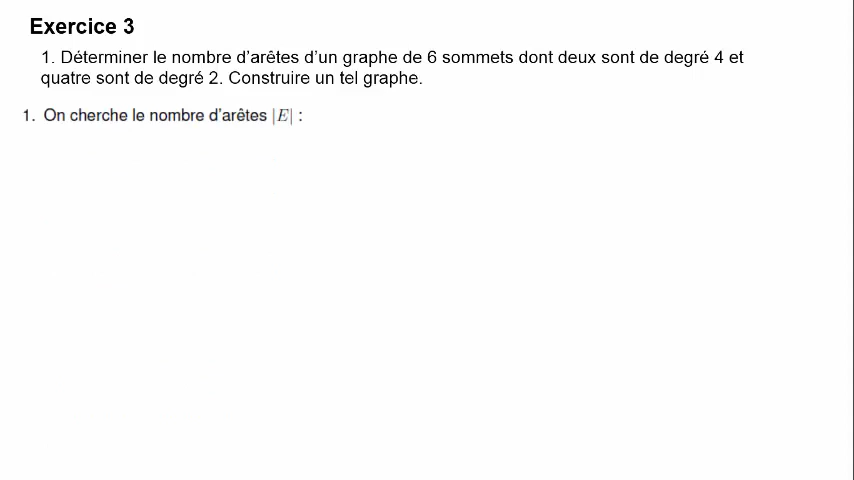 Exercice 3
1. Déterminer le nombre d'arêtes d'un graphe de 6 sommets dont deux sont de degré 4 et
quatre sont de degré 2. Construire un tel graphe.
1. On cherche le nombre d'arêtes |E| :